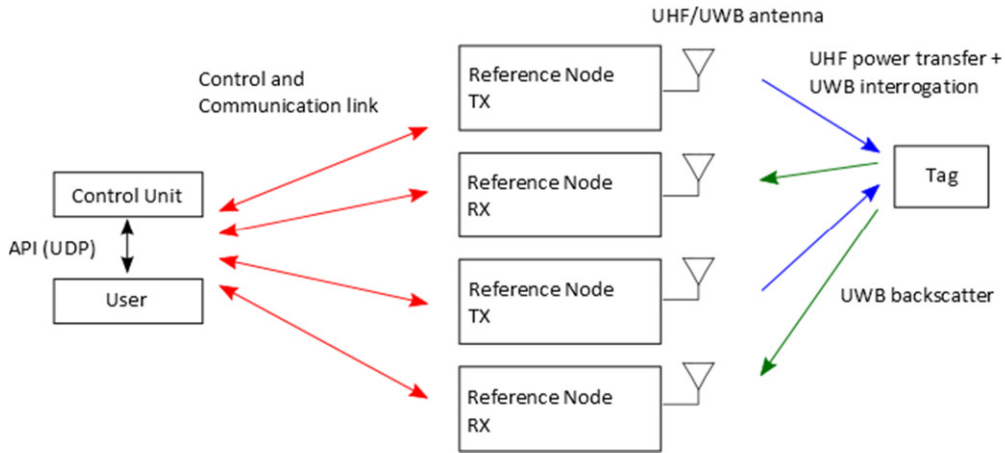 UHF/UWB antenna
Control and
Communication link
Reference Node
TX
UHF power transfer +
UWB interrogation
Control Unit
Reference Node
RX
Tag
API (UDP)
User
Reference Node
TX
UWB backscatter
Reference Node
RX